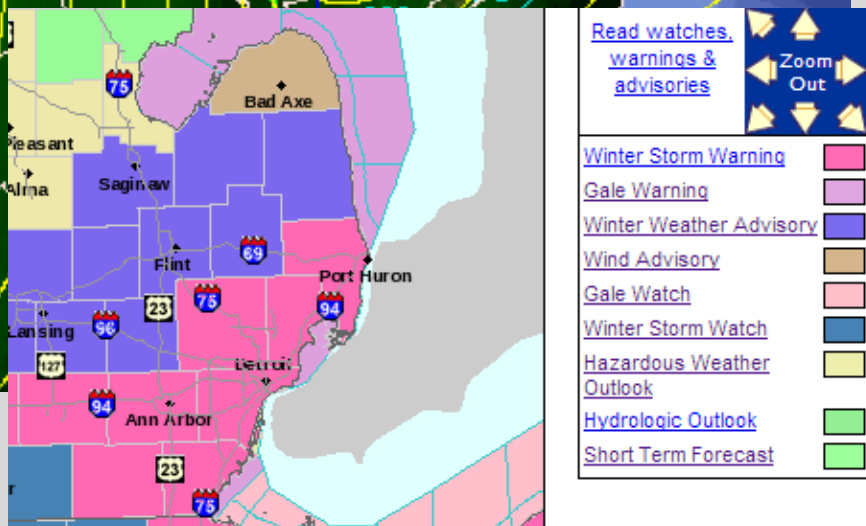 Bad Axe
75
Pleasant
Alma
Saginaw
Flint
69
Port Huron
23
75
94
Lansing
96
127
Detroit
94
Ann Arbor
23
75
Read watches,
warnings &
advisories
Zoom
Out
Winter Storm Warning
Gale Warning
Winter Weather Advisory
Wind Advisory
Gale Watch
Winter Storm Watch
Hazardous Weather
Outlook
Hydrologic Outlook
Short Term Forecast